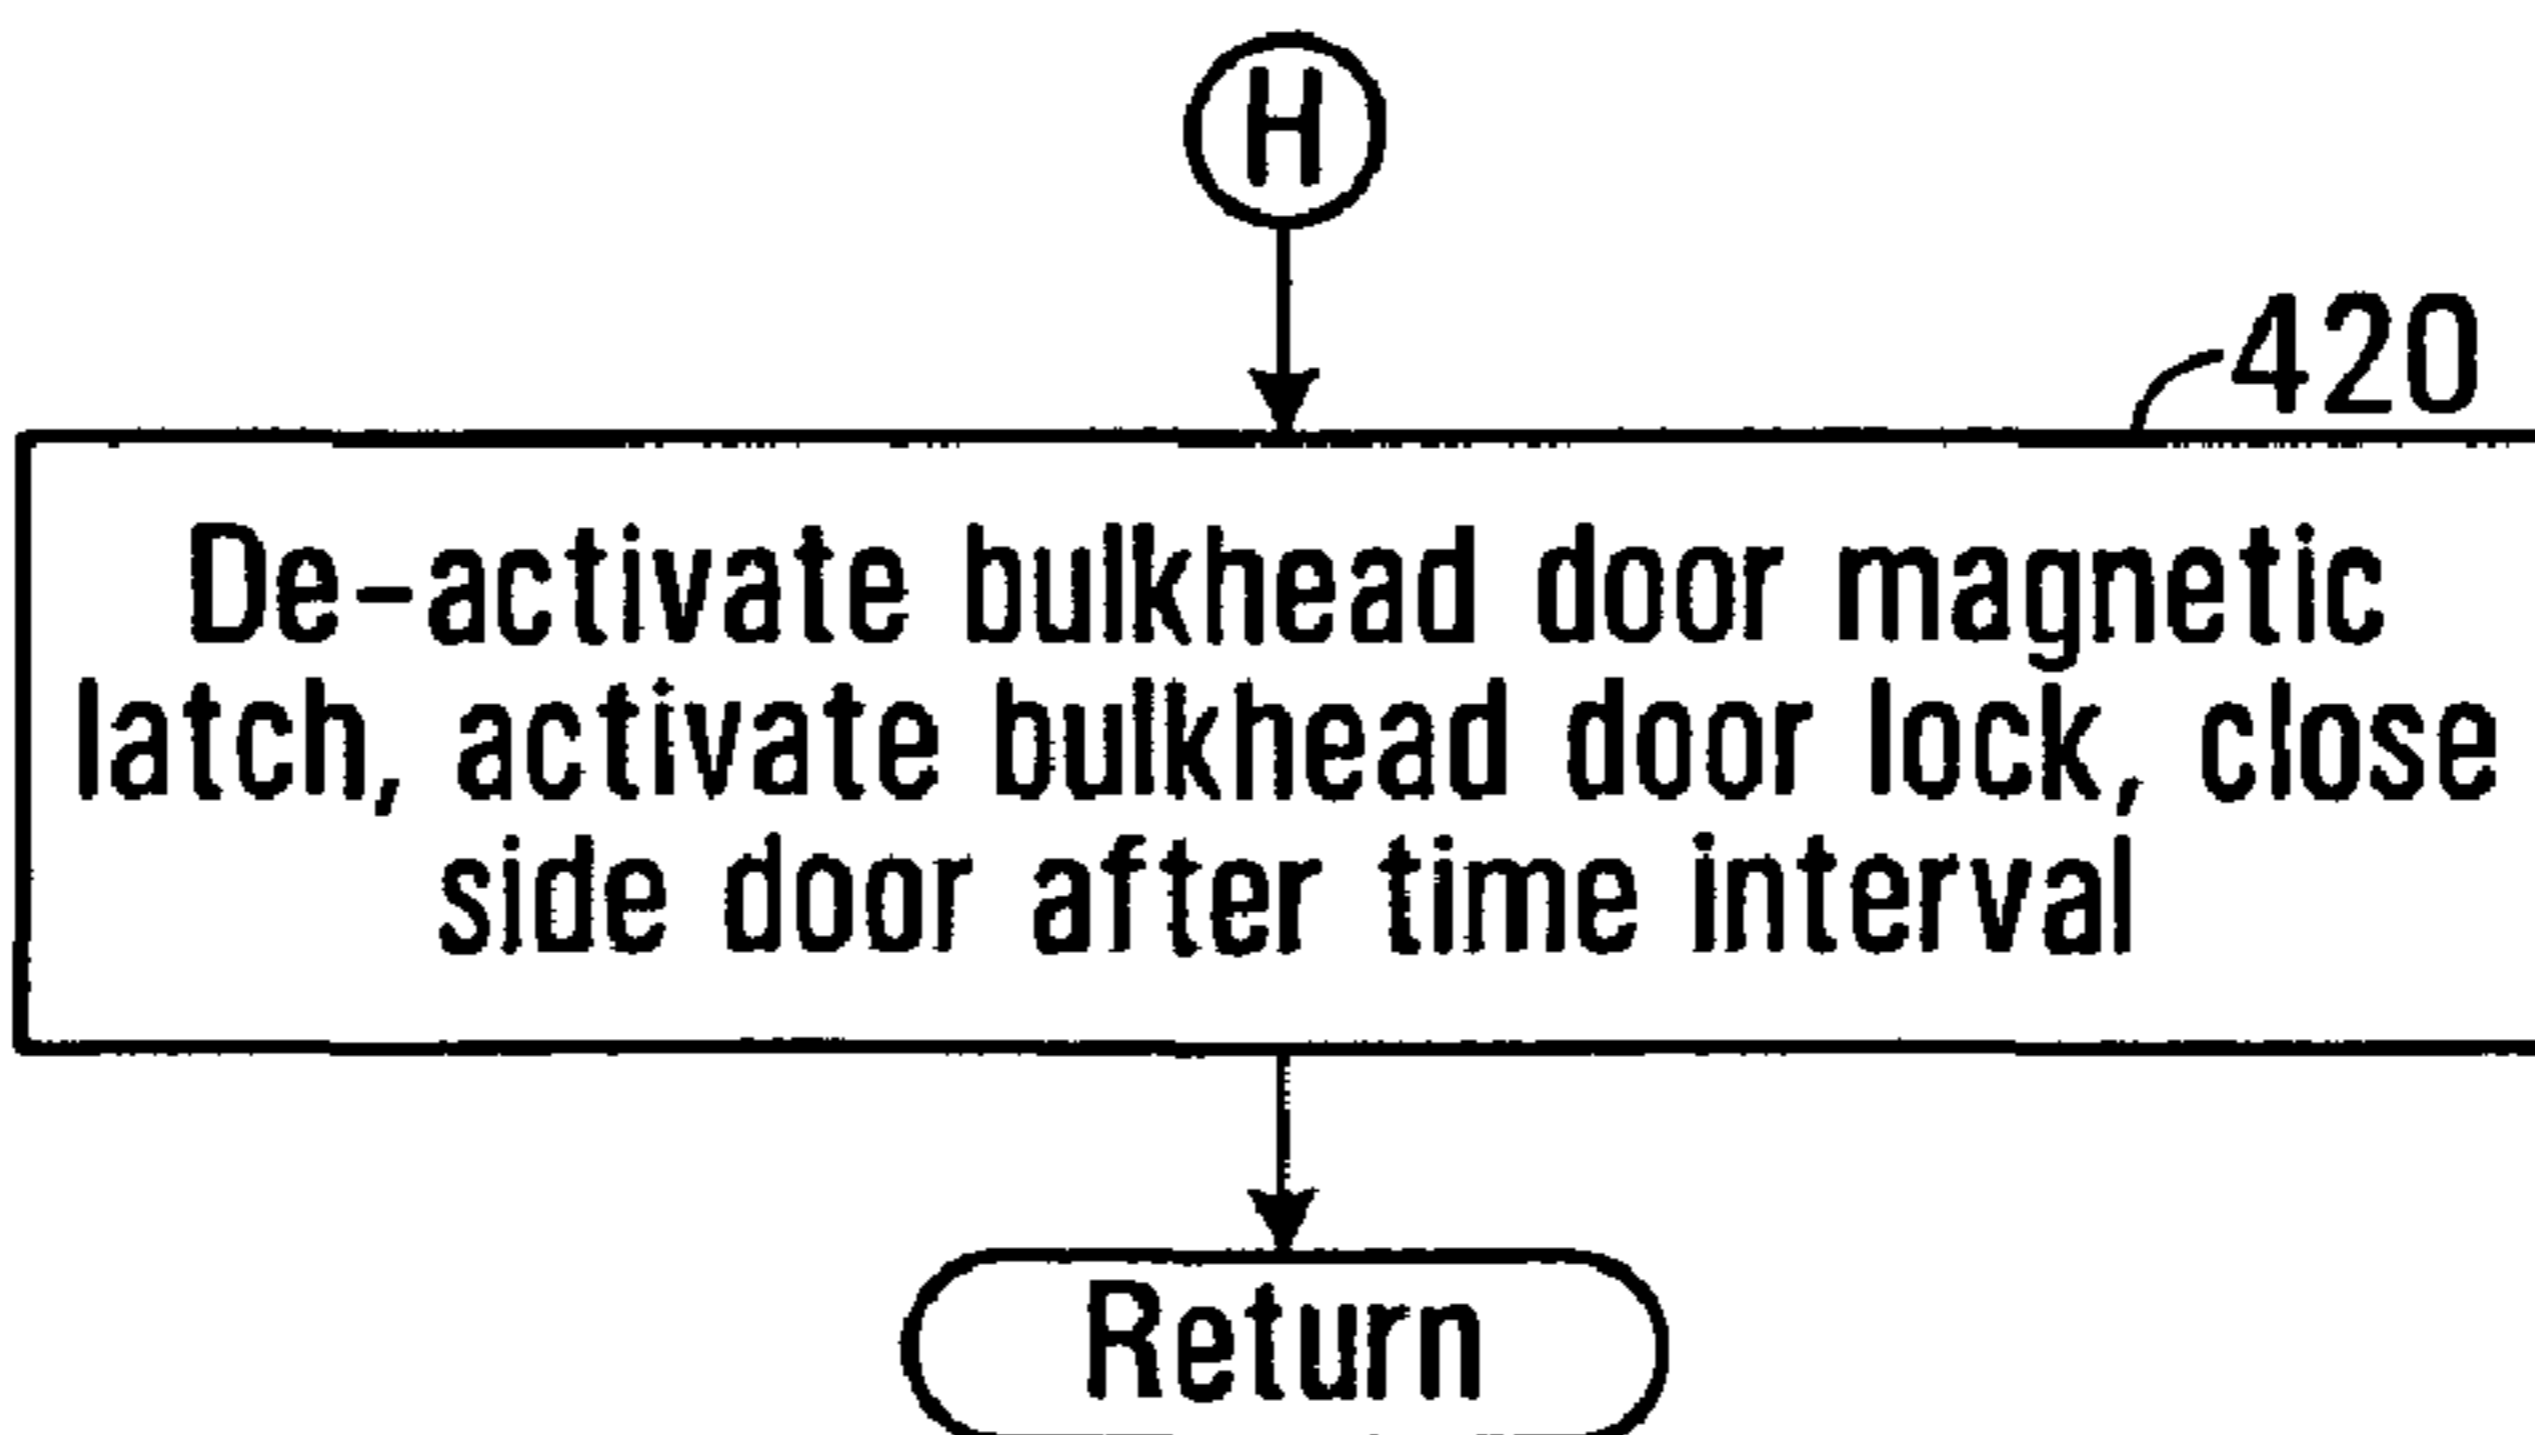 H
420
De-activate bulkhead door magnetic
latch, activate bulkhead door lock, close
side door after time interval
Return